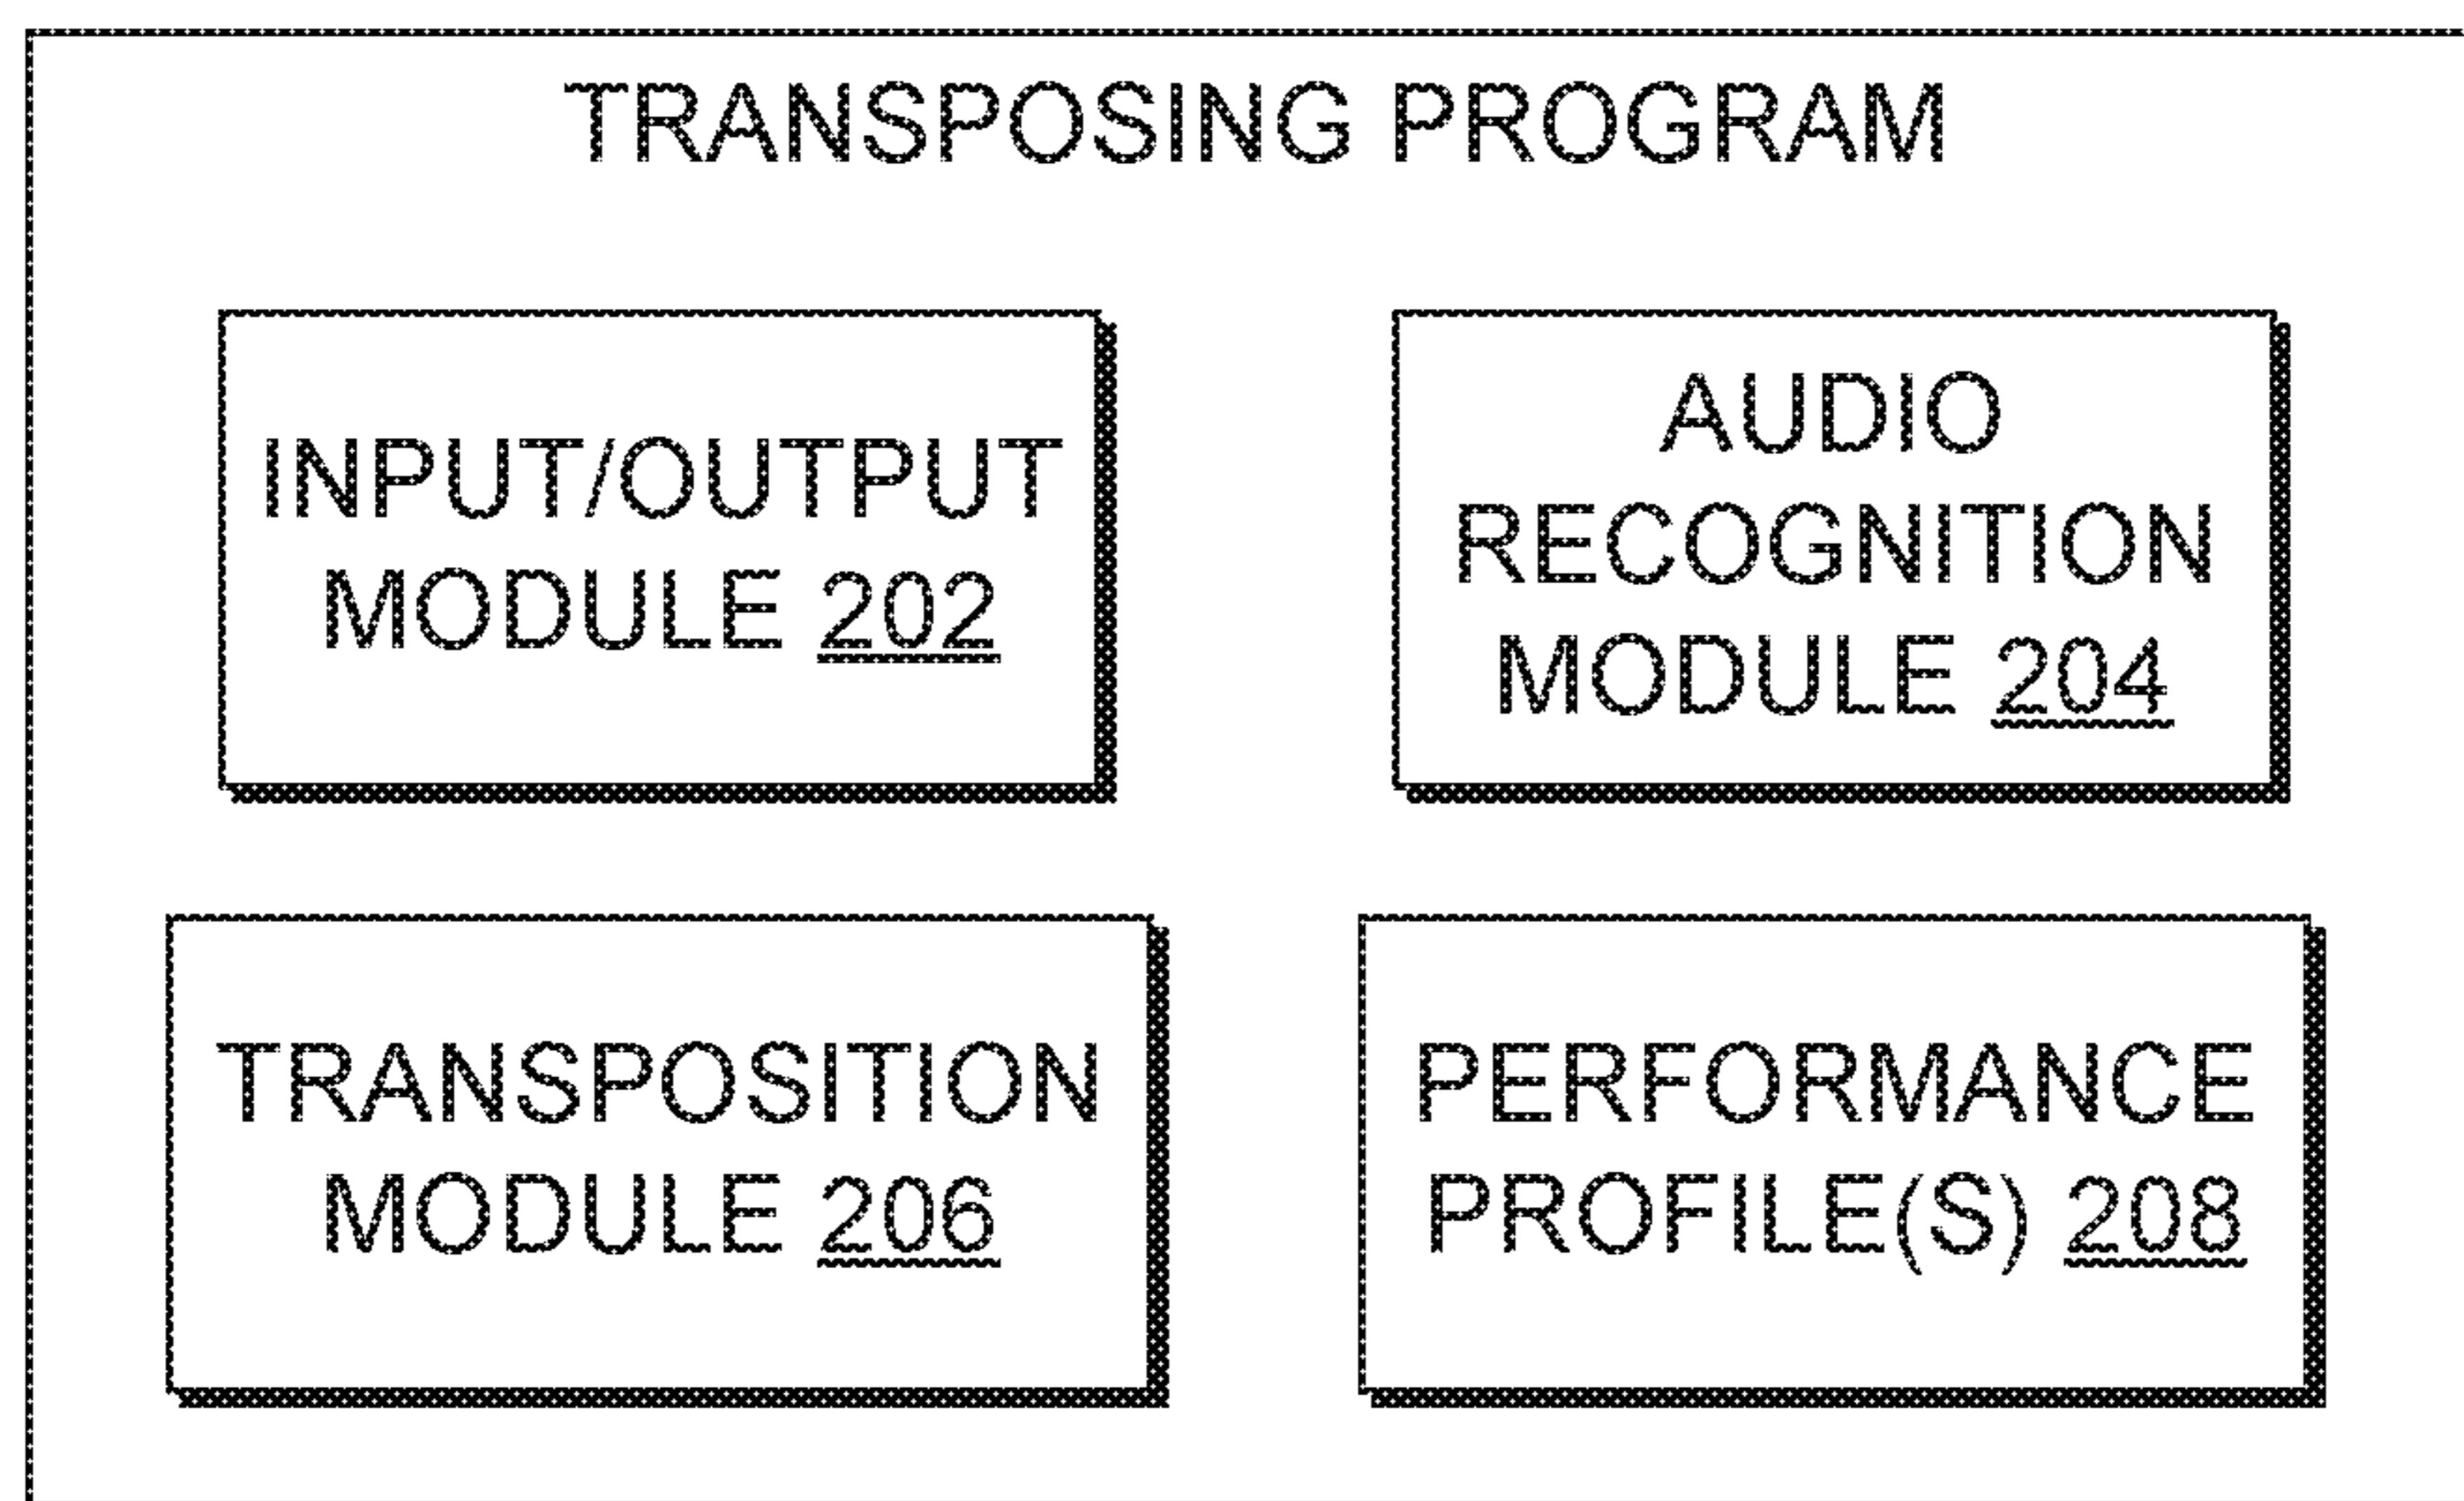 TRANSPOSING PROGRAM
INPUT/OUTPUT
MODULE 202
AUDIO
RECOGNITION
MODULE 204
TRANSPOSITION
MODULE 206
PERFORMANCE
PROFILE(S) 208